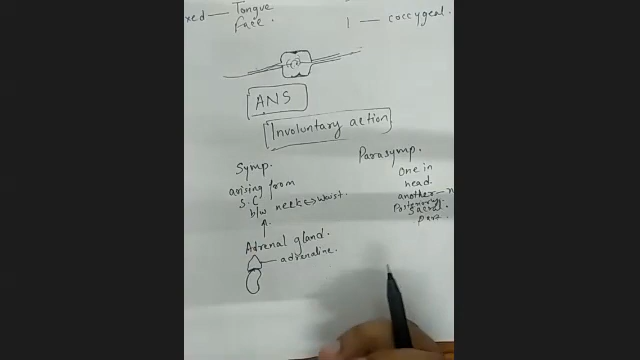 xed — Tongue
Face.
1 — coccygeal.
ANS
Involuntary action
Symp.
arising from
S.C
b/w neck ↔ waist.
Adrenal gland.
adrenaline.
Parasymp.
one in
head.
another —
Sacral
part.